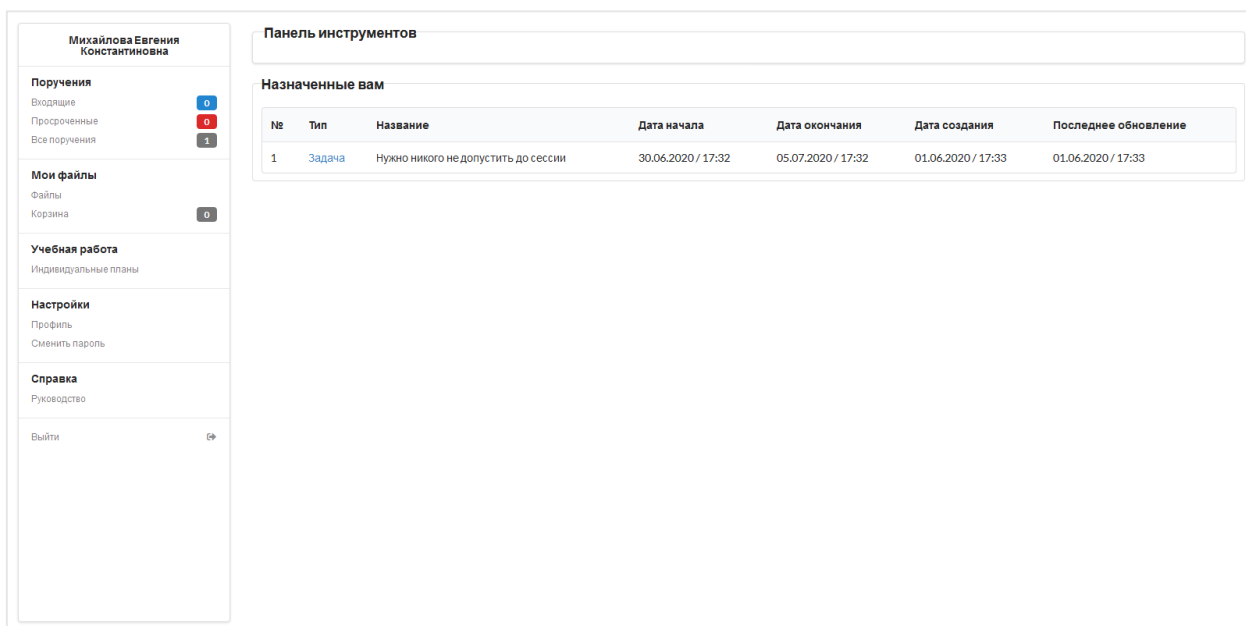 Михайлова Евгения
Константиновна
Поручения
Входящие 0
Просроченные 0
Все поручения 1
Мои файлы
Файлы
Корзина 0
Учебная работа
Индивидуальные планы
Настройки
Профиль
Сменить пароль
Справка
Руководство
Выйти
Панель инструментов
Назначенные вам
№ Тип Название Дата начала Дата окончания Дата создания Последнее обновление
1 Задача Нужно никого не допустить до сессии 30.06.2020 / 17:32 05.07.2020 / 17:32 01.06.2020 / 17:33 01.06.2020 / 17:33